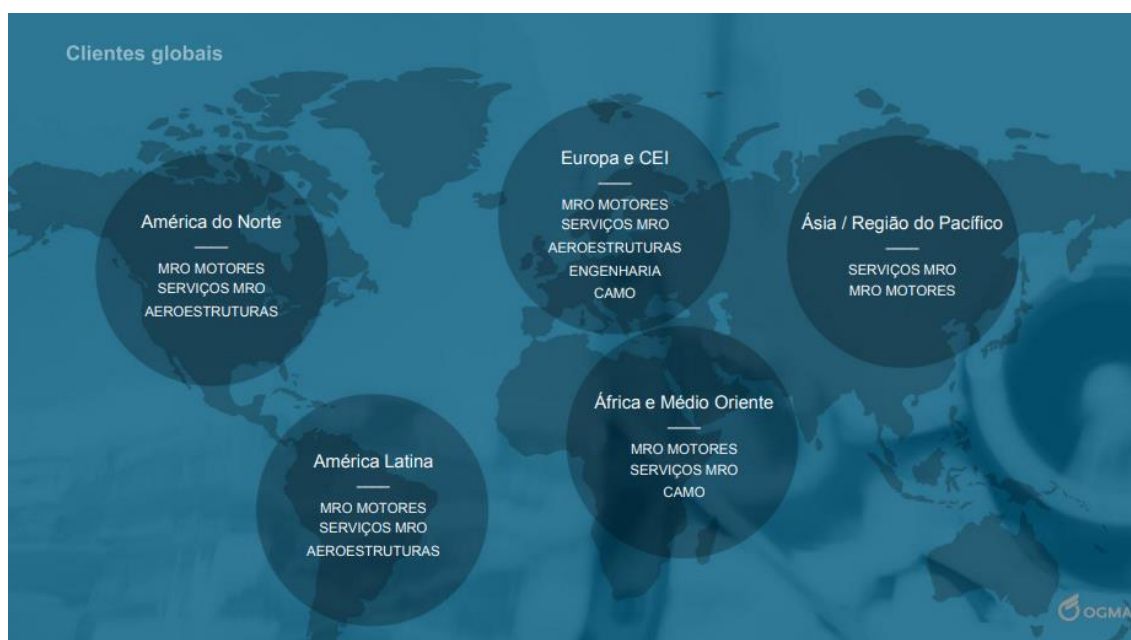 Clientes globais
América do Norte
MRO MOTORES
SERVIÇOS MRO
AEROESTRUTURAS
Europa e CEI
MRO MOTORES
SERVIÇOS MRO
AEROESTRUTURAS
ENGENHARIA
CAMO
Ásia / Região do Pacífico
SERVIÇOS MRO
MRO MOTORES
América Latina
MRO MOTORES
SERVIÇOS MRO
AEROESTRUTURAS
África e Médio Oriente
MRO MOTORES
SERVIÇOS MRO
CAMO
OGMA